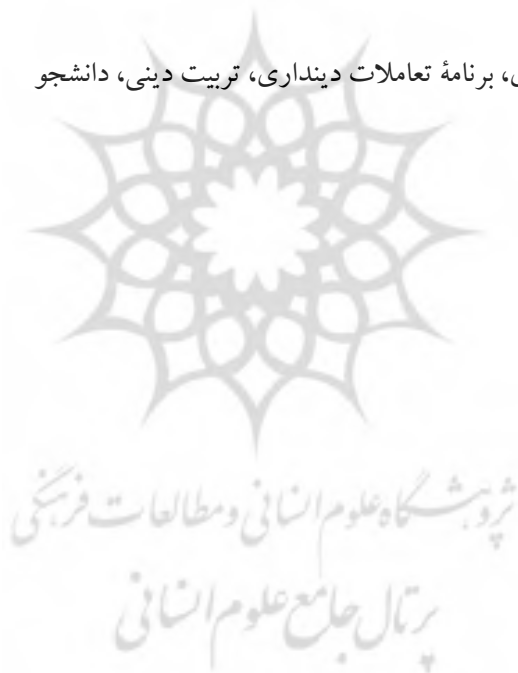 ی، برنامهٔ تعاملات دینداری، تربیت دینی، دانشجو
پژوهشگاه علوم انسانی و مطالعات فرهنگی
پرتال جامع علوم انسانی